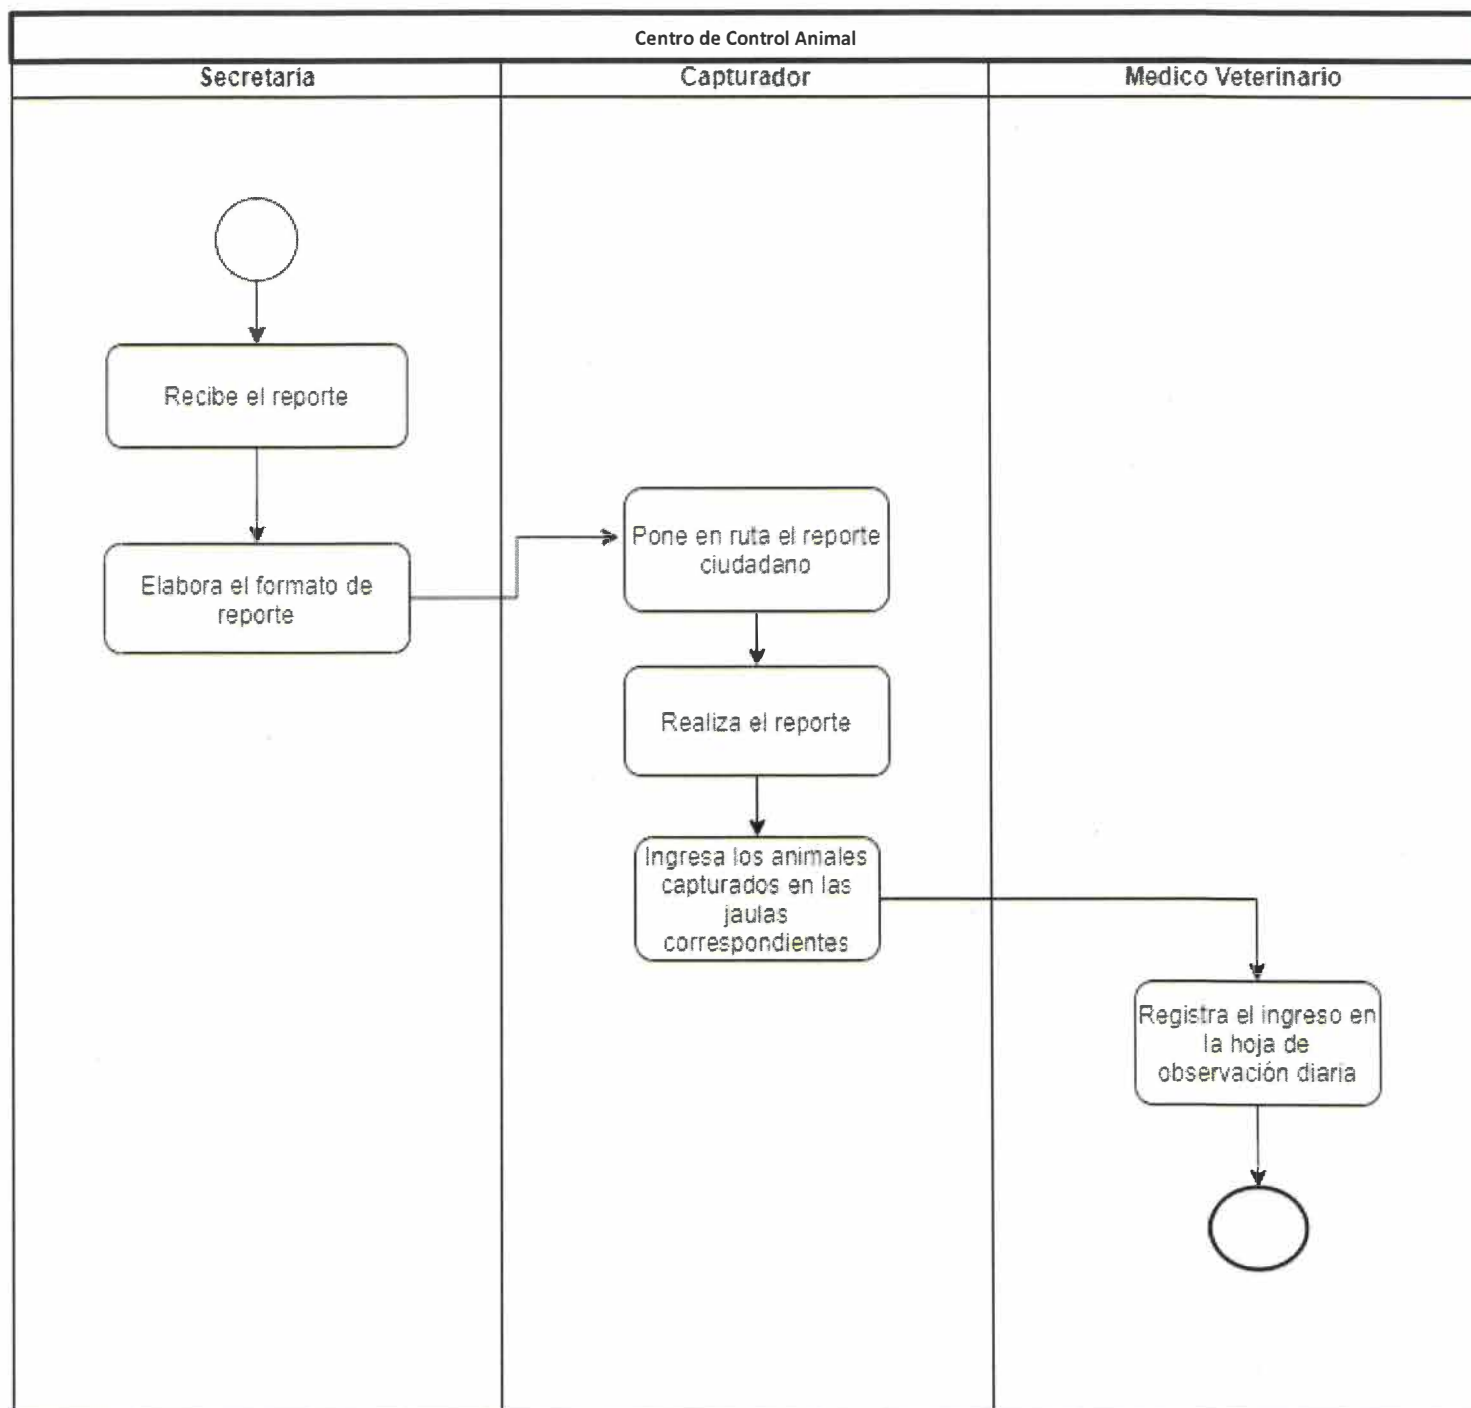 Centro de Control Animal
Secretaria
Capturador
Medico Veterinario
Recibe el reporte
Elabora el formato de
reporte
Pone en ruta el reporte
ciudadano
Realiza el reporte
Ingresa los animales
capturados en las
jaulas
correspondientes
Registra el ingreso en
la hoja de
observación diaria